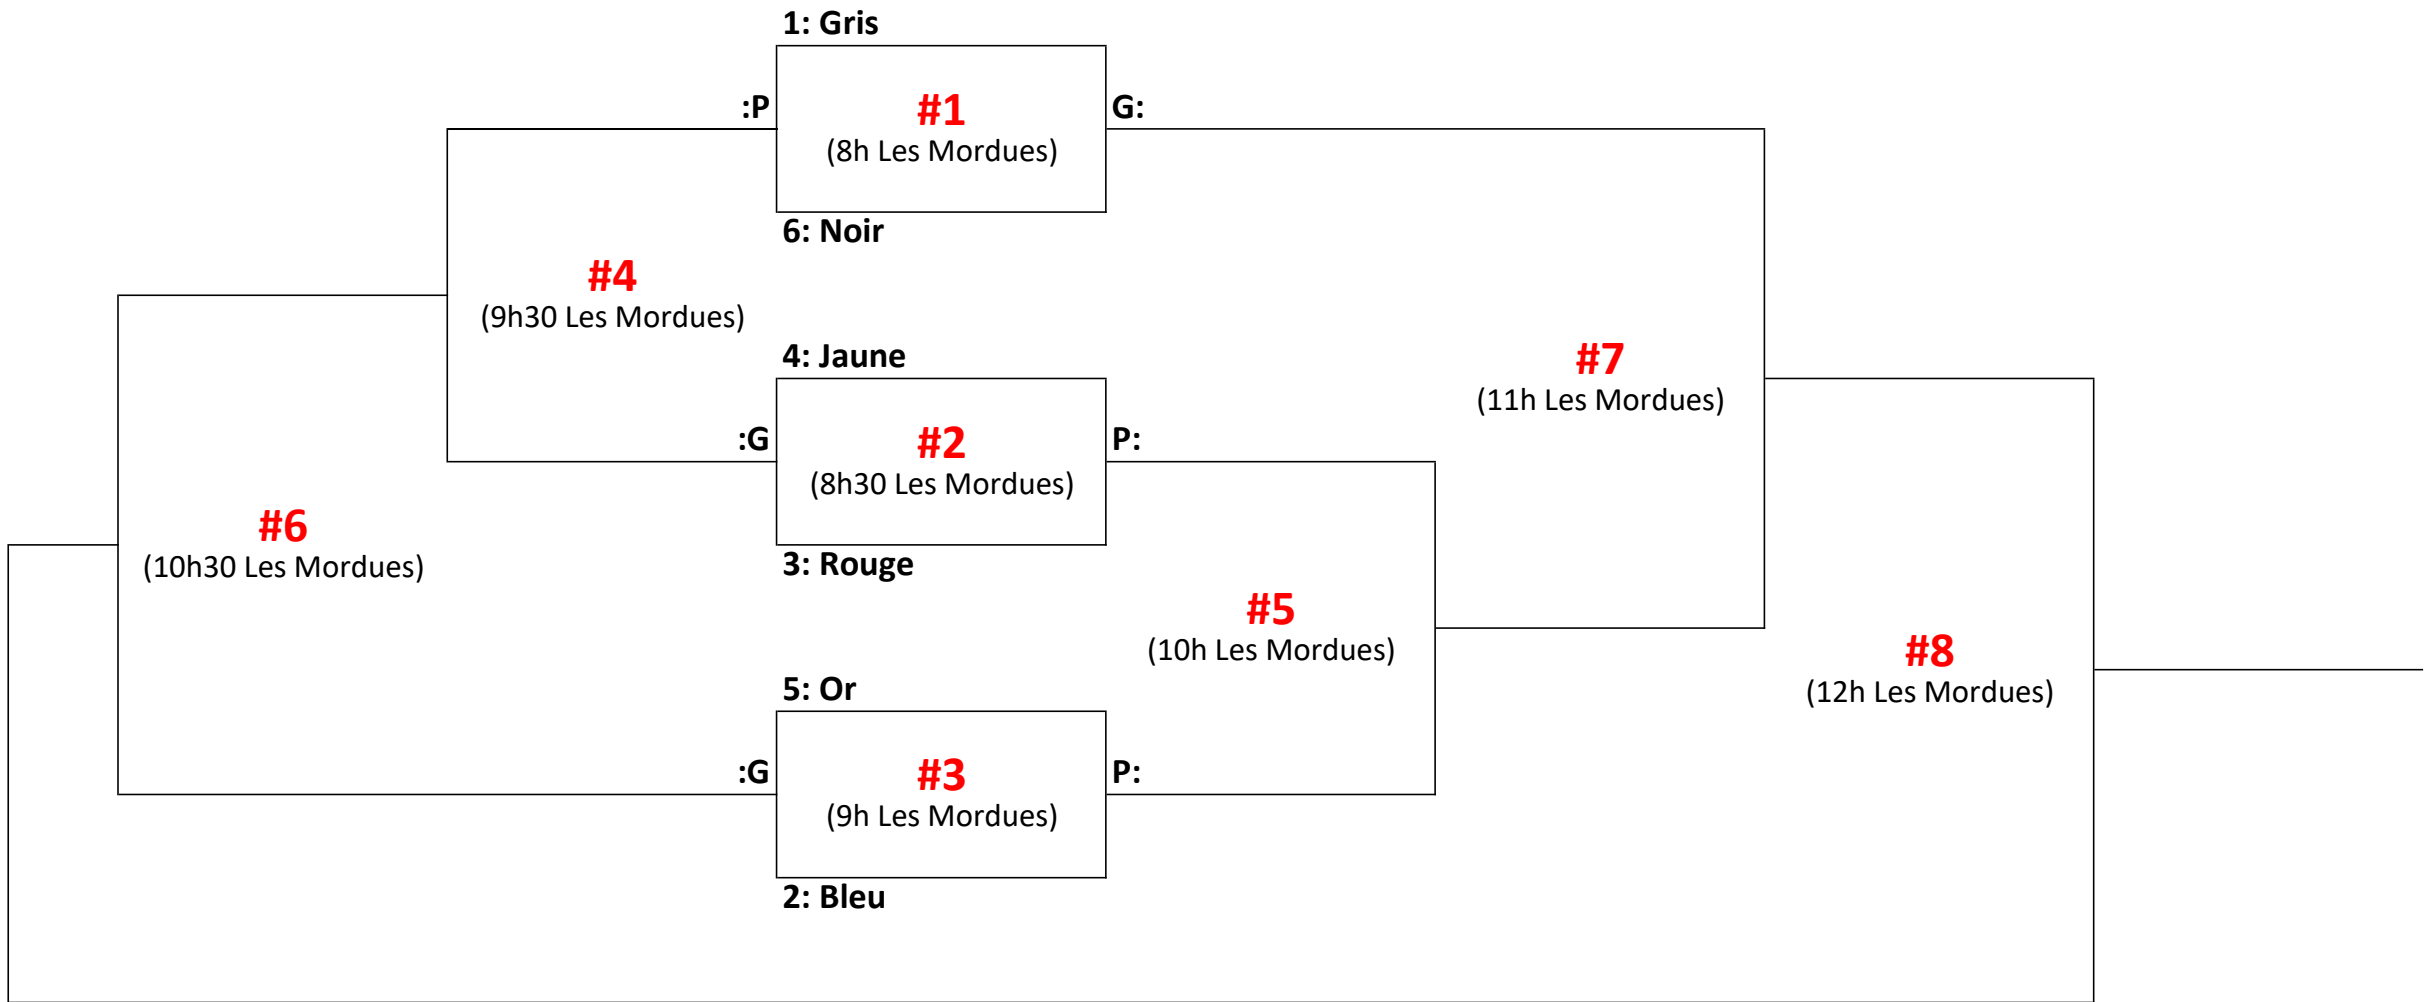 1: Gris
:P
#1
G:
(8h Les Mordues)
6: Noir
#4
(9h30 Les Mordues)
4: Jaune
#7
(11h Les Mordues)
:G
#2
P:
(8h30 Les Mordues)
#6
(10h30 Les Mordues)
3: Rouge
#5
(10h Les Mordues)
#8
(12h Les Mordues)
5: Or
:G
#3
P:
(9h Les Mordues)
2: Bleu